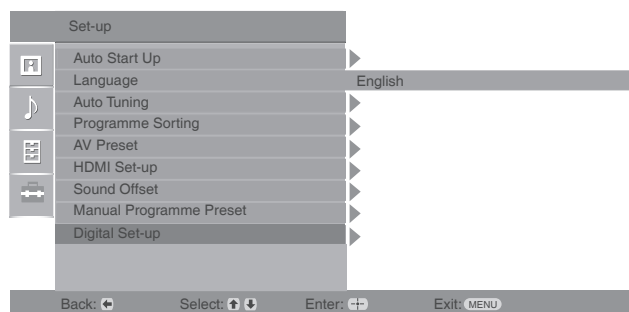 Set-up
Auto Start Up
Language English
Auto Tuning
Programme Sorting
AV Preset
HDMI Set-up
Sound Offset
Manual Programme Preset
Digital Set-up
Back: Select: Enter: Exit: MENU